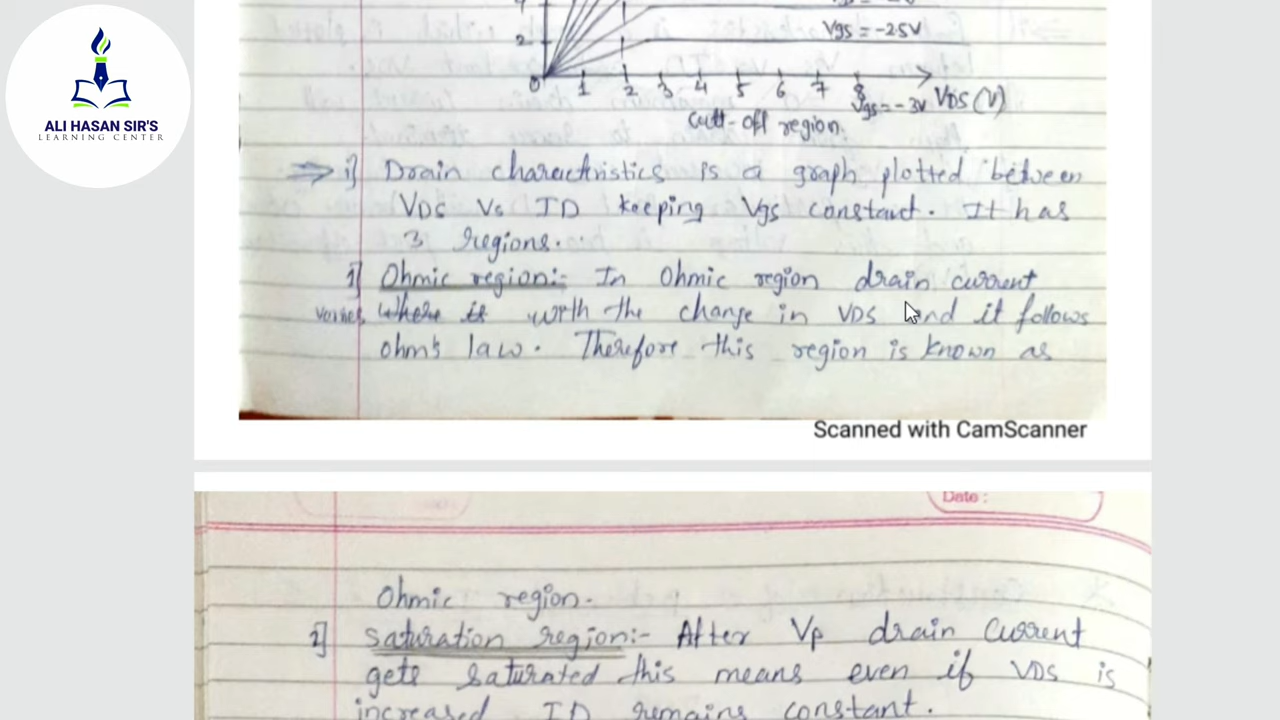 ALI HASAN SIR'S
LEARNING CENTER
2
Vgs = -2.5V
0 1 2 3 4 5 6 7 8
Vgs = -3V VDS (V)
Cutt-off region.
⇒ i] Drain characteristics is a graph plotted between
VDS Vs ID keeping Vgs constant. It has
3 regions.
1] Ohmic region:- In Ohmic region drain current
varies with the change in VDS and it follows
ohm's law. Therefore this region is known as
Scanned with CamScanner
Date :
Ohmic region.
2] Saturation region:- After Vp drain current
gets saturated this means even if VDS is
increased ID remains constant.